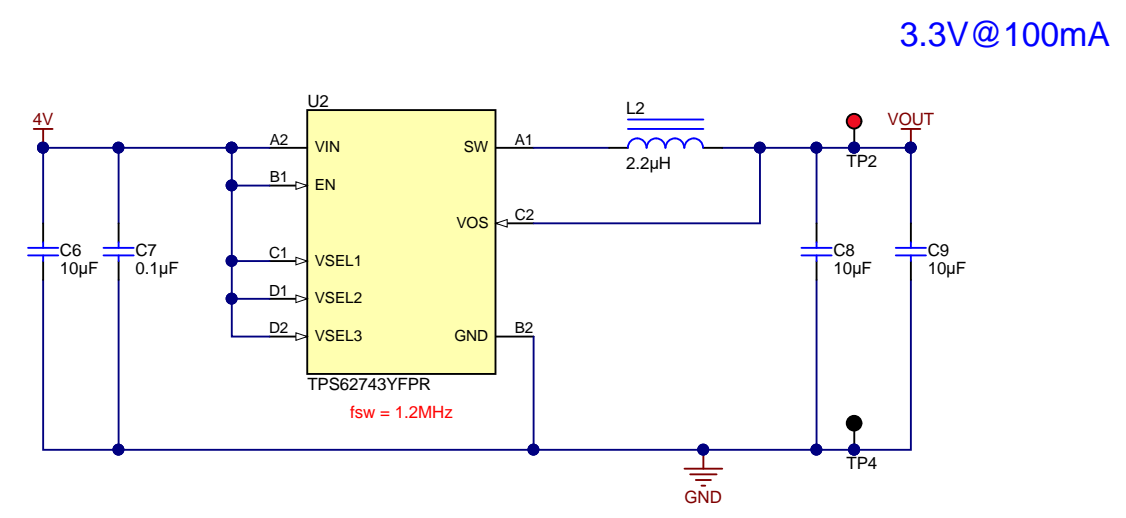 3.3V@100mA
U2
L2
4V
VOUT
A2
VIN
SW
A1
TP2
2.2µH
B1
EN
VOS
C2
C6
10µF
C7
0.1µF
C1
VSEL1
C8
10µF
C9
10µF
D1
VSEL2
D2
VSEL3
GND
B2
TPS62743YFPR
fsw = 1.2MHz
TP4
GND